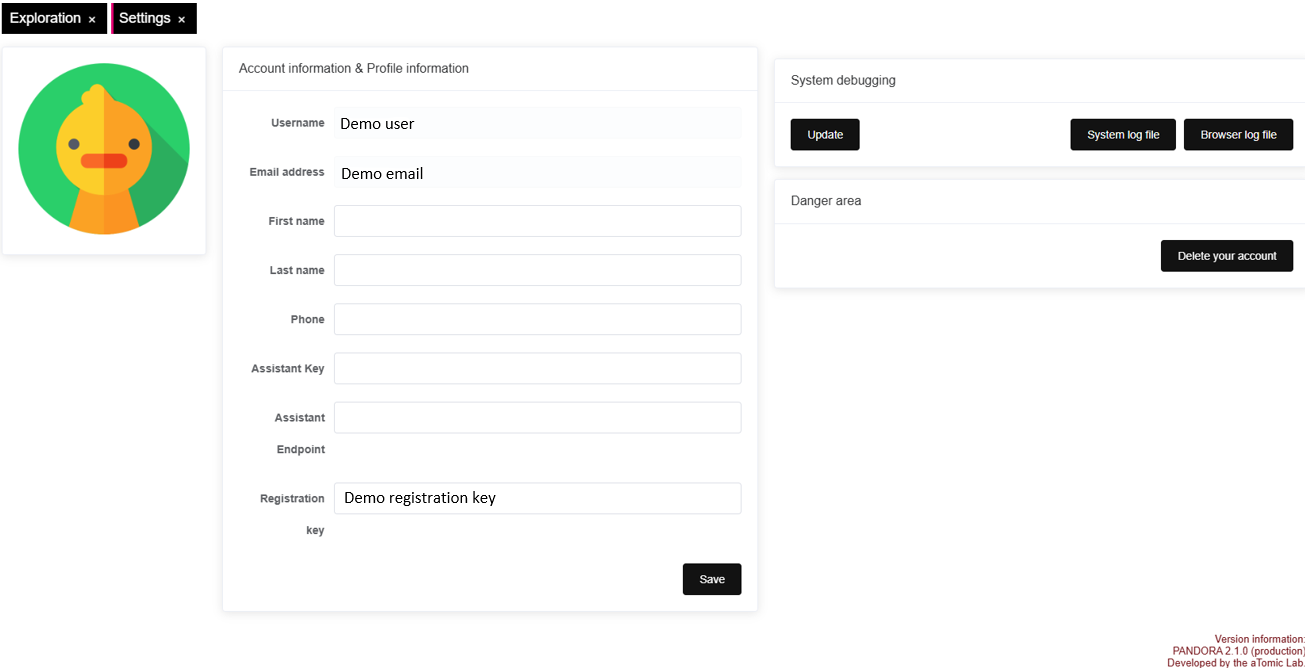 Exploration ×
Settings ×
Account information & Profile information
Username
Demo user
Email address
Demo email
First name
Last name
Phone
Assistant Key
Assistant
Endpoint
Registration
key
Demo registration key
Save
System debugging
Update
System log file
Browser log file
Danger area
Delete your account
Version information:
PANDORA 2.1.0 (production)
Developed by the aTomic Lab.